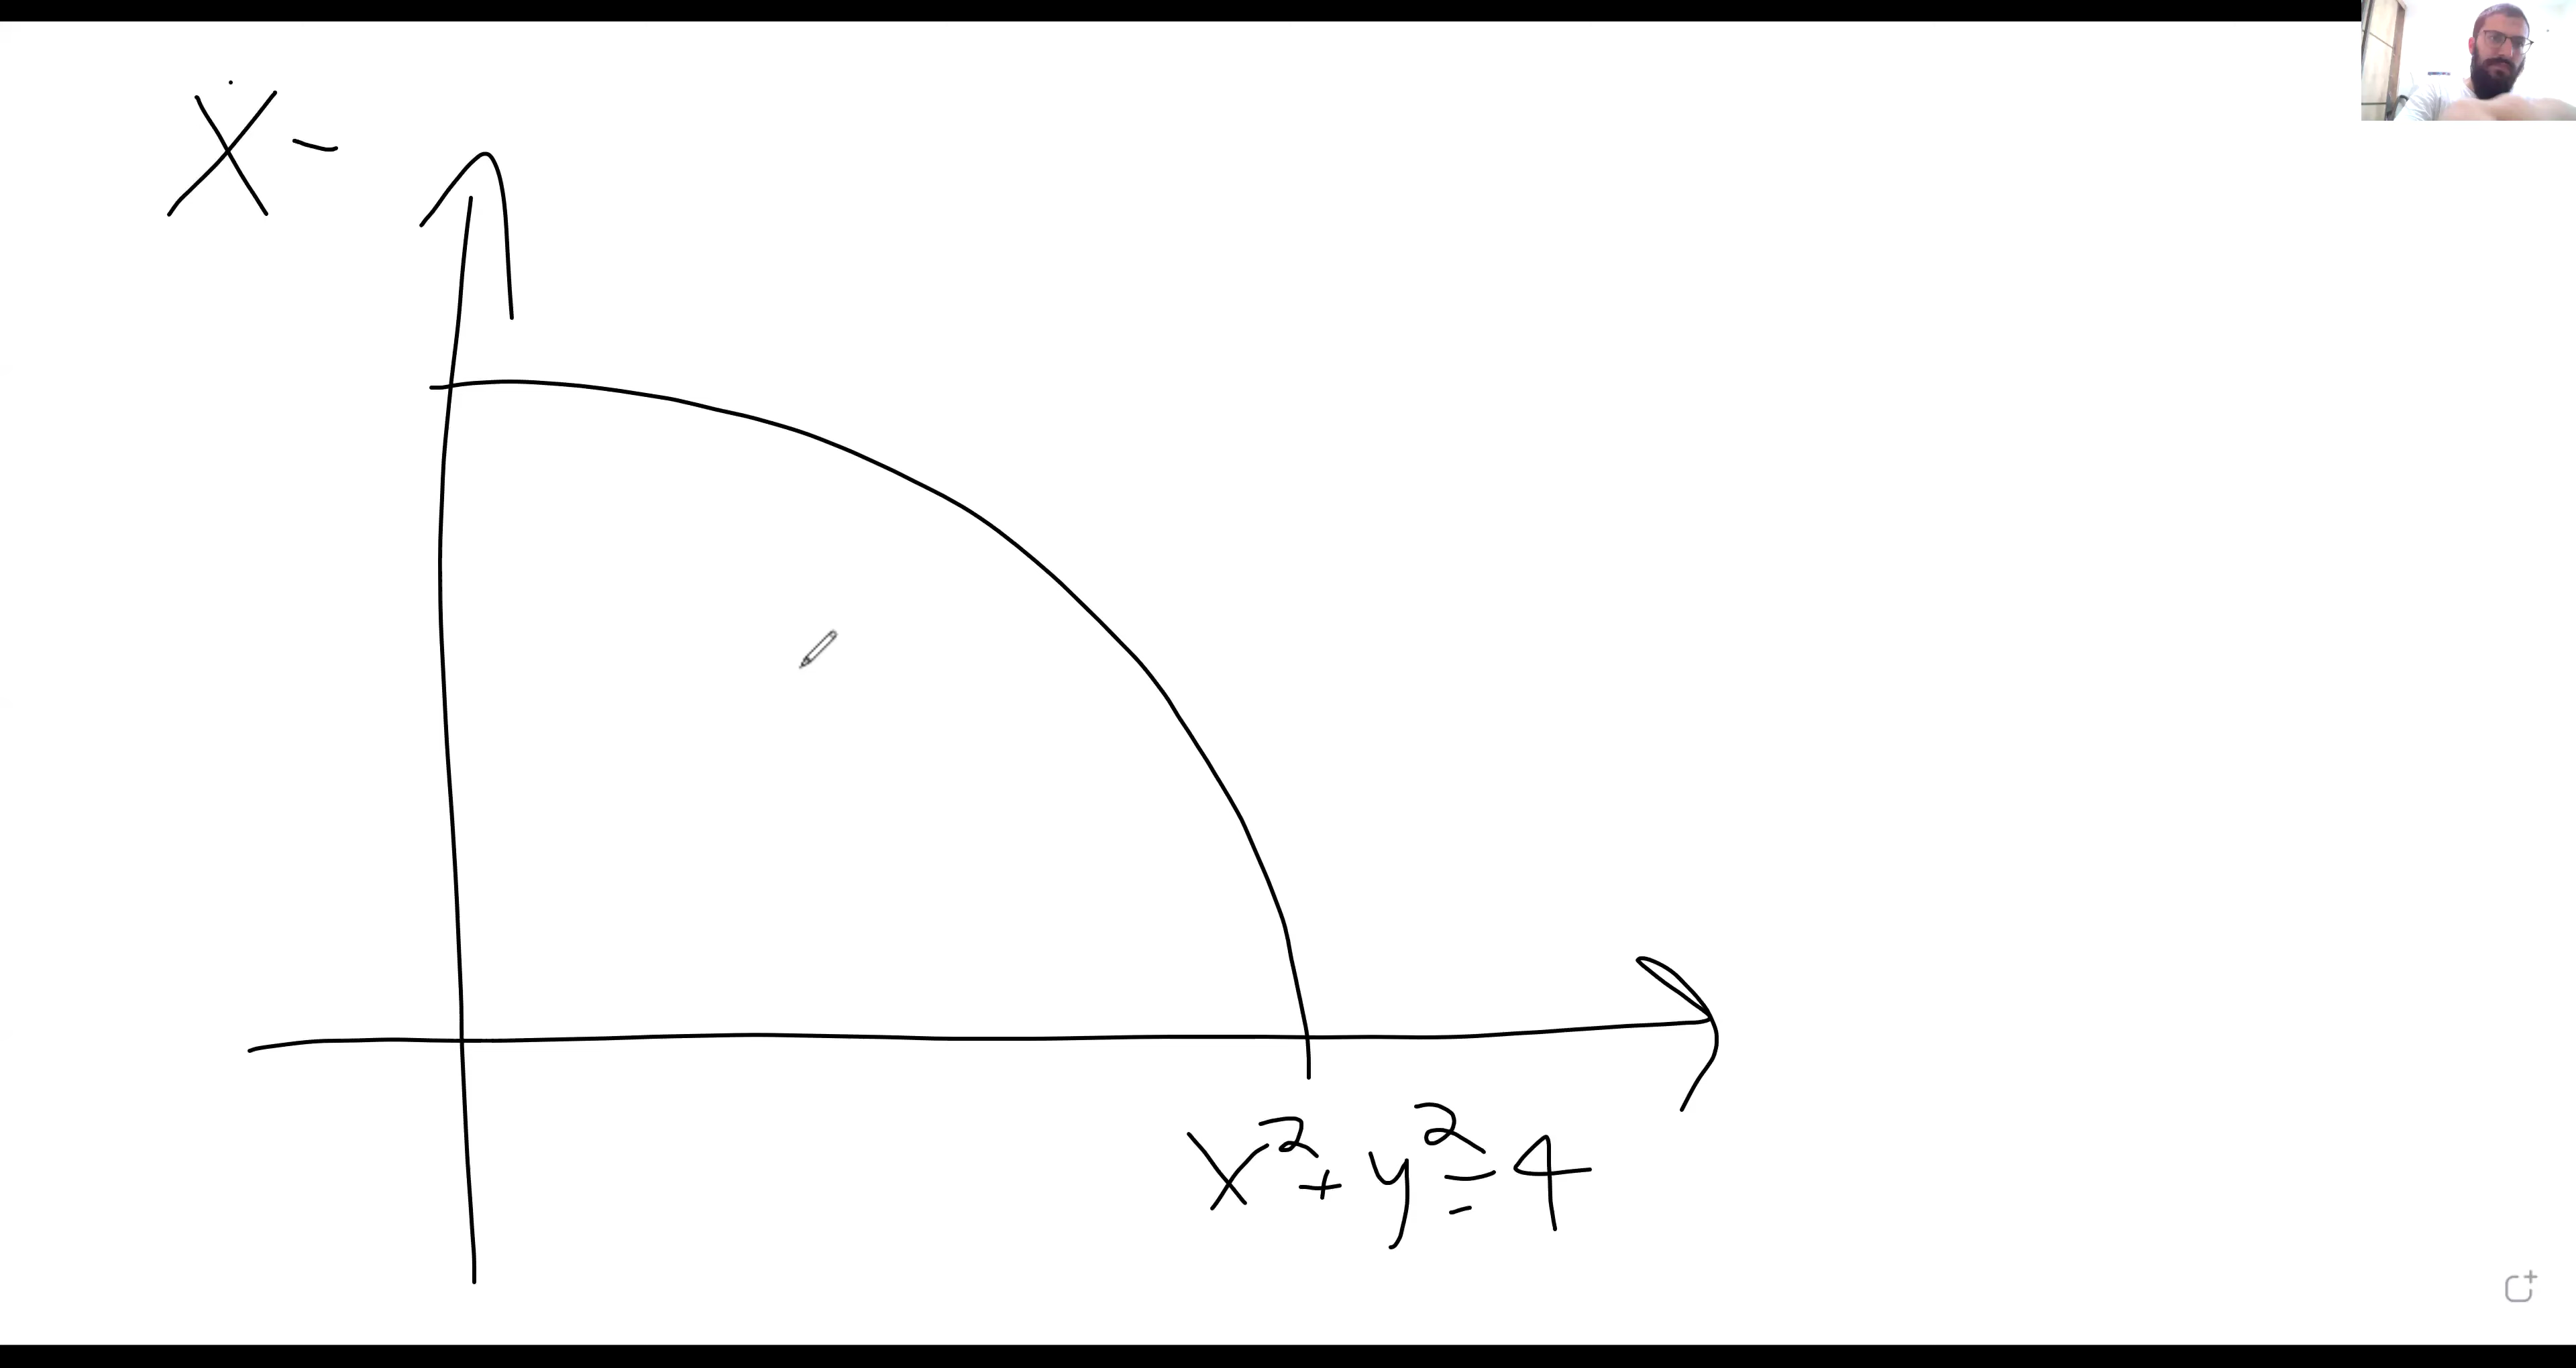 X -
x² + y² = 4